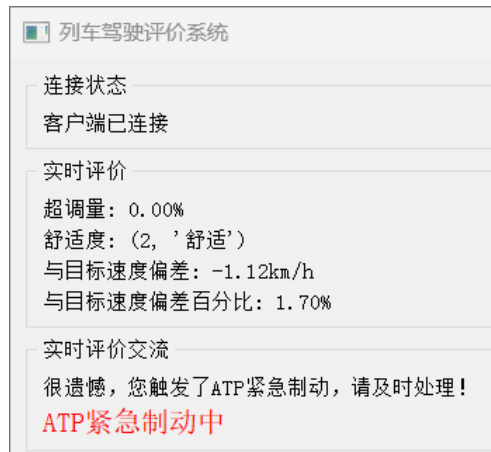 列车驾驶评价系统
连接状态
客户端已连接
实时评价
超调量: 0.00%
舒适度: (2, '舒适')
与目标速度偏差: -1.12km/h
与目标速度偏差百分比: 1.70%
实时评价交流
很遗憾，您触发了ATP紧急制动，请及时处理！
ATP紧急制动中